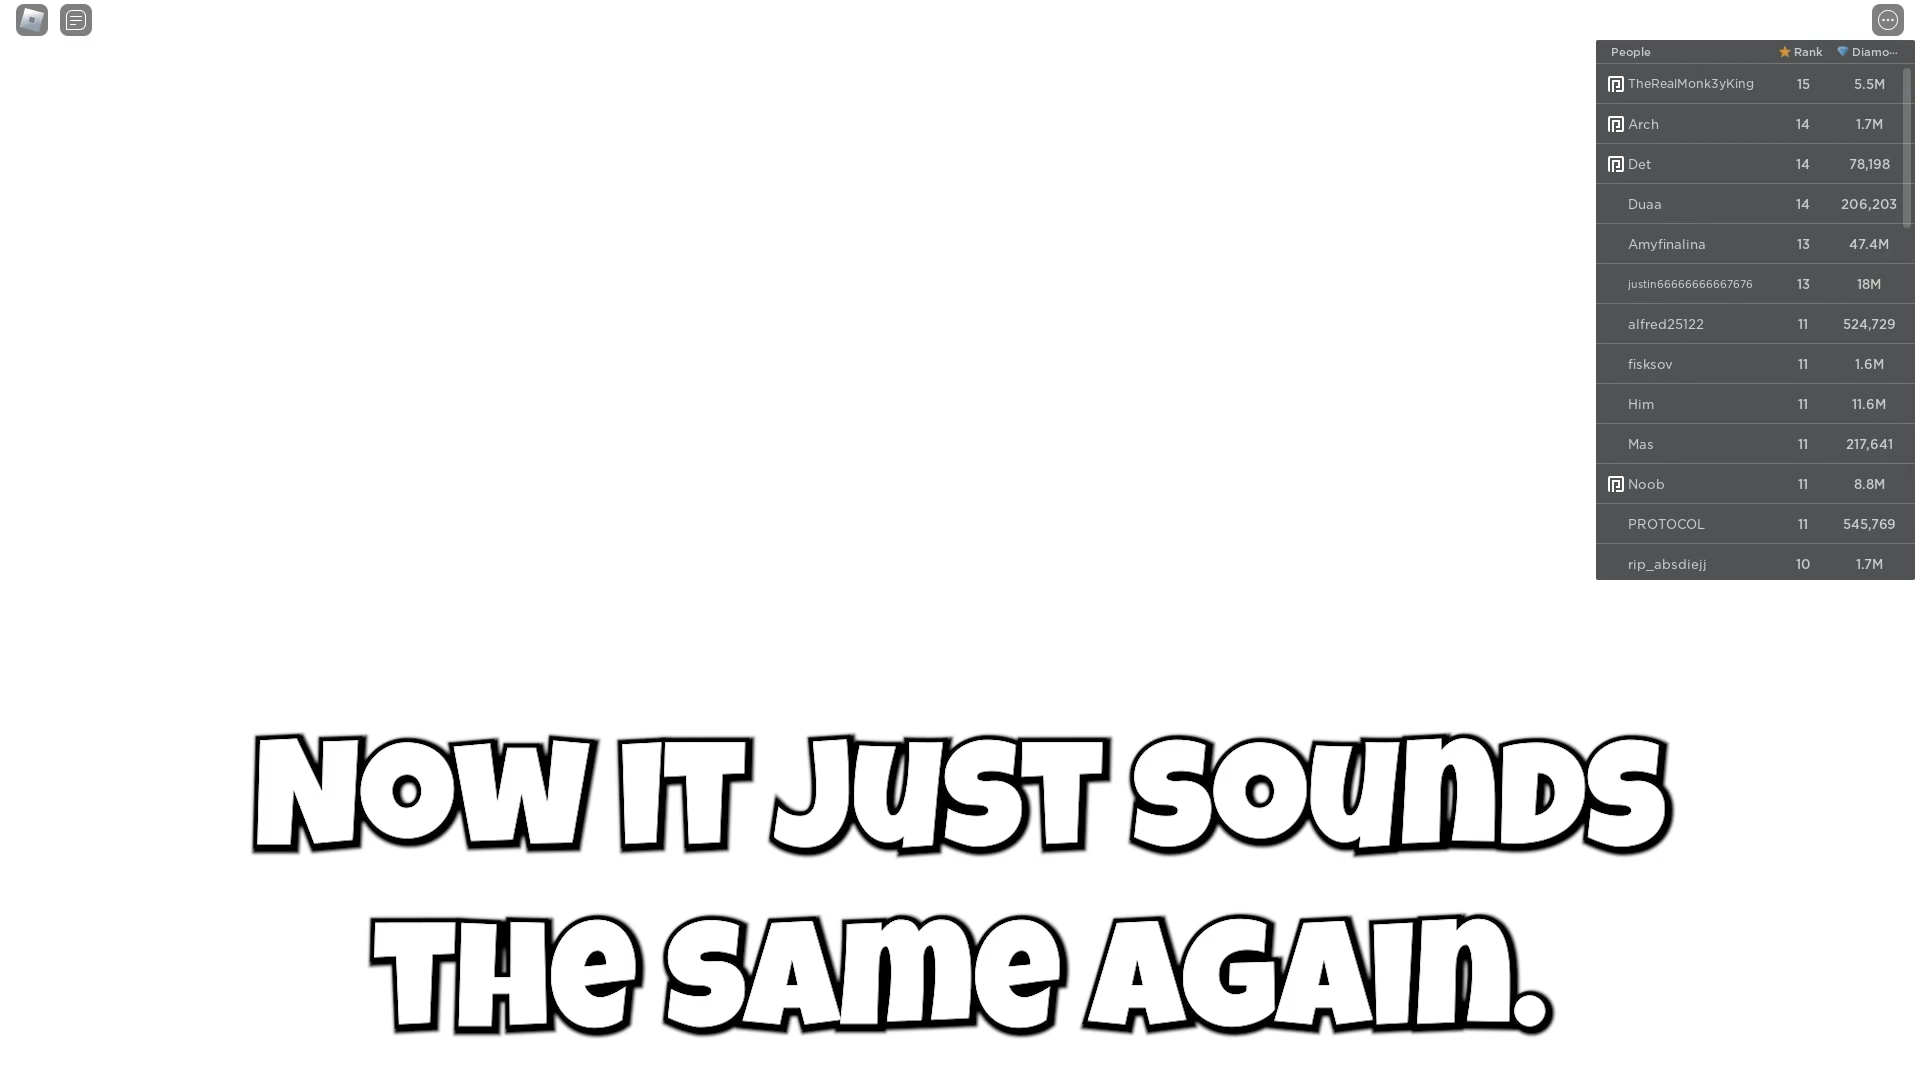 People Rank Diamo...
TheRealMonk3yKing 15 5.5M
Arch 14 1.7M
Det 14 78,198
Duaa 14 206,203
Amyfinalina 13 47.4M
justin66666666667676 13 18M
alfred25122 11 524,729
fisksov 11 1.6M
Him 11 11.6M
Mas 11 217,641
Noob 11 8.8M
PROTOCOL 11 545,769
rip_absdiejj 10 1.7M
NOW IT JUST SOUNDS
THE SAME AGAIN.